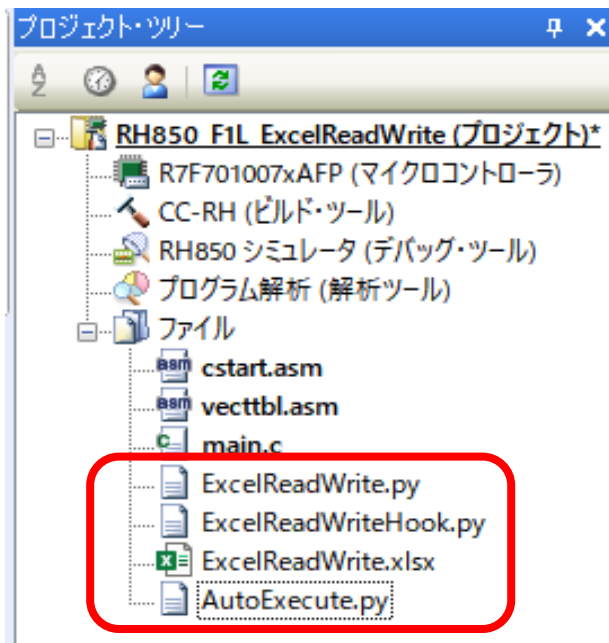 プロジェクト・ツリー
RH850_F1L_ExcelReadWrite (プロジェクト)*
R7F701007xAFP (マイクロコントローラ)
CC-RH (ビルド・ツール)
RH850 シミュレータ (デバッグ・ツール)
プログラム解析 (解析ツール)
ファイル
asm cstart.asm
asm vecttbl.asm
main.c
ExcelReadWrite.py
ExcelReadWriteHook.py
ExcelReadWrite.xlsx
AutoExecute.py